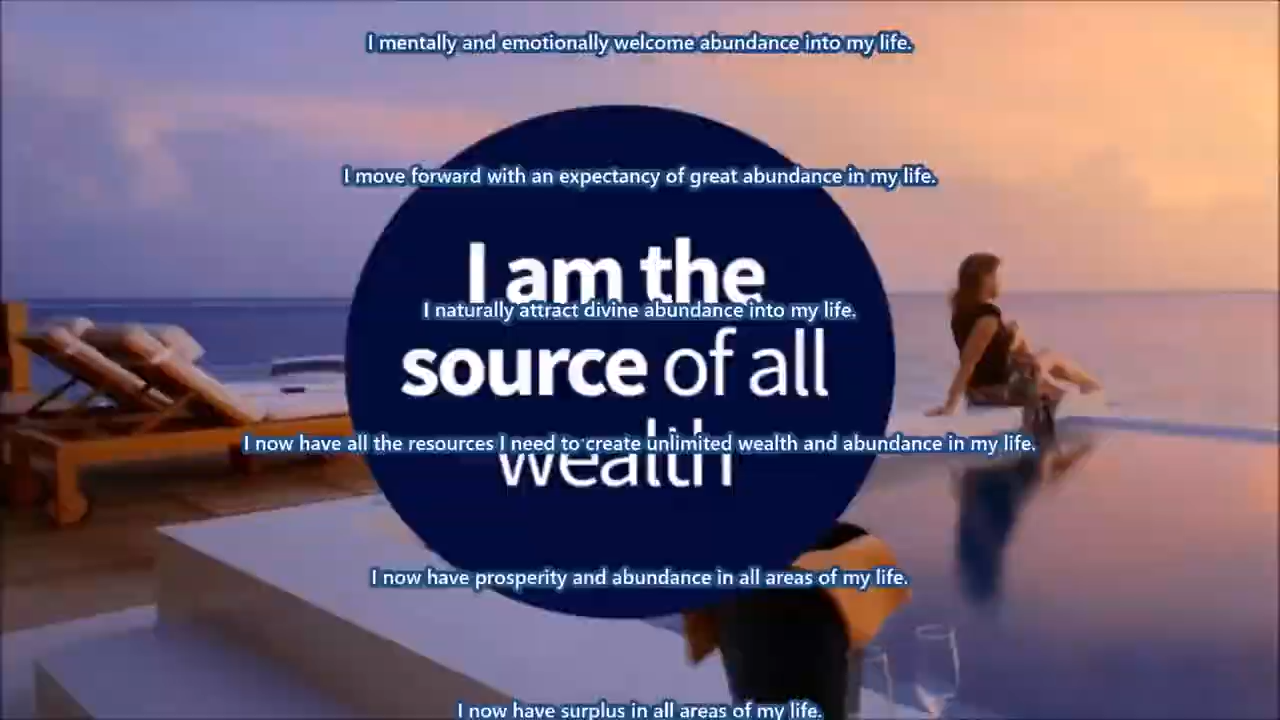 I mentally and emotionally welcome abundance into my life.
I move forward with an expectancy of great abundance in my life.
I am the
I naturally attract divine abundance into my life.
source of all
I now have all the resources I need to create unlimited wealth and abundance in my life.
wealth
I now have prosperity and abundance in all areas of my life.
I now have surplus in all areas of my life.